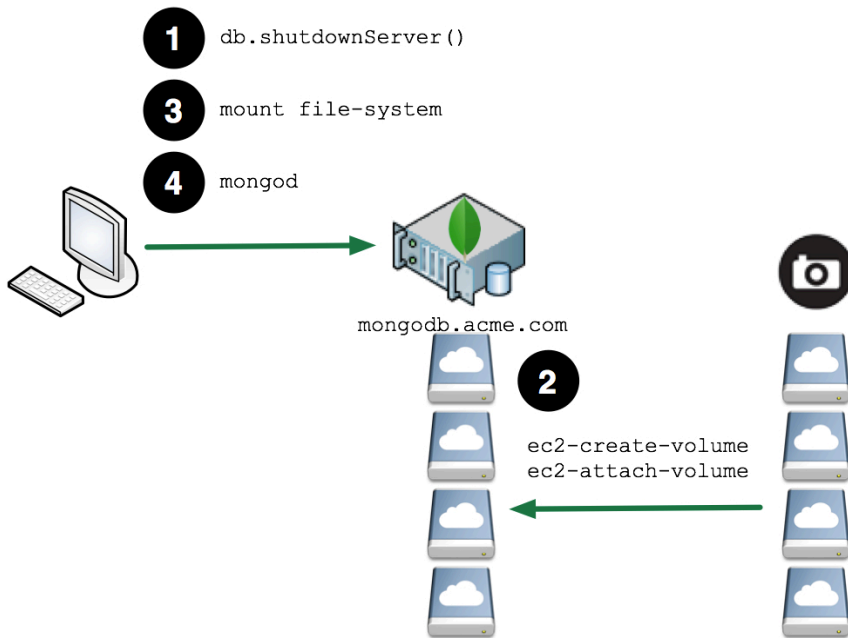 1 db.shutdownServer()
3 mount file-system
4 mongod
mongodb.acme.com
2
ec2-create-volume
ec2-attach-volume